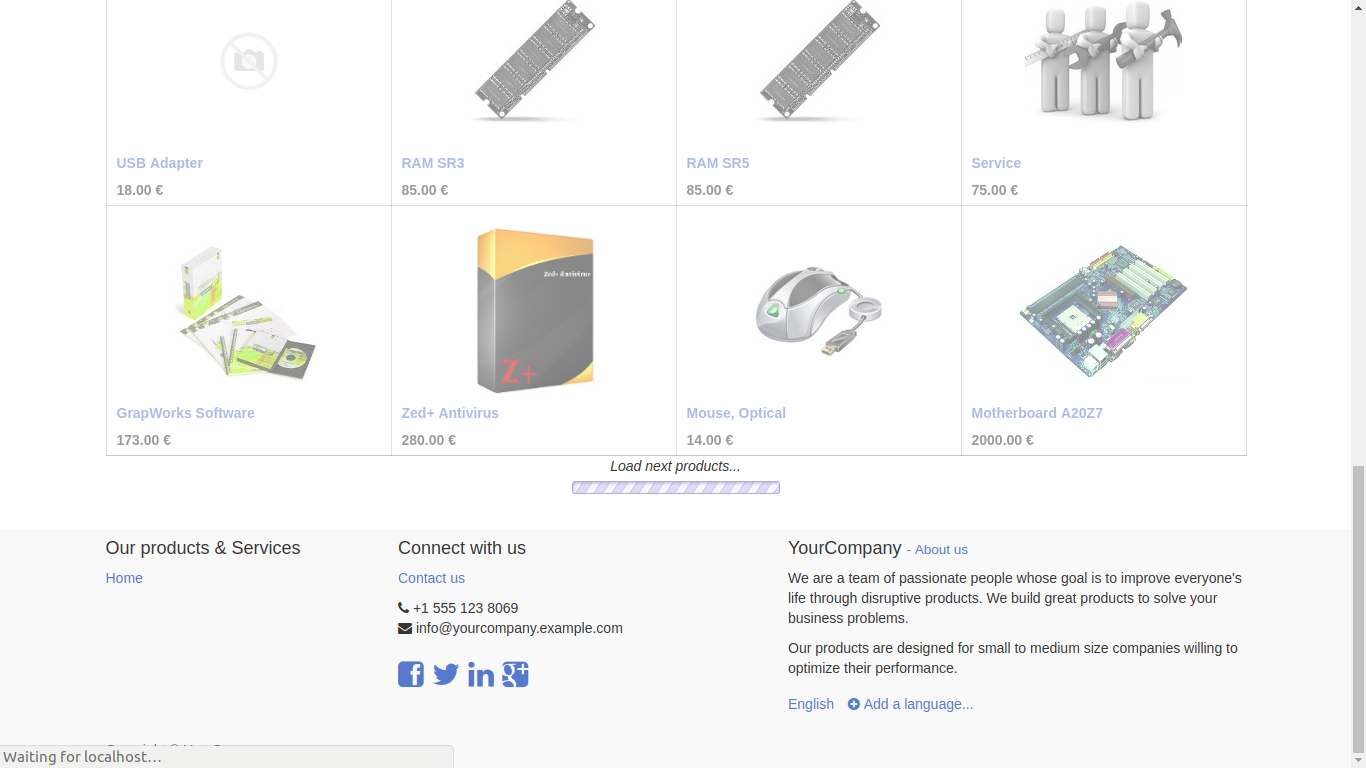 USB Adapter
18.00 €
RAM SR3
85.00 €
RAM SR5
85.00 €
Service
75.00 €
Zed+ Antivirus
Z+
GrapWorks Software
173.00 €
Zed+ Antivirus
280.00 €
Mouse, Optical
14.00 €
Motherboard A20Z7
2000.00 €
Load next products...
Our products & Services
Home
Connect with us
Contact us
+1 555 123 8069
info@yourcompany.example.com
YourCompany - About us
We are a team of passionate people whose goal is to improve everyone's
life through disruptive products. We build great products to solve your
business problems.
Our products are designed for small to medium size companies willing to
optimize their performance.
English Add a language...
Waiting for localhost...